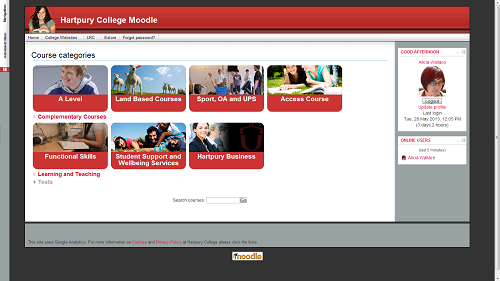 Navigation
Administration
Hartpury College Moodle
Home College Websites LRC Estore Forgot password?
Course categories
A Level
Land Based Courses
Sport, OA and UPS
Access Course
Complementary Courses
Functional Skills
Student Support and
Wellbeing Services
Hartpury Business
Learning and Teaching
Tests
Search courses:
Go
GOOD AFTERNOON
Alicia Wallace
Logout
Update profile
Last login
Tue, 28 May 2013, 12:05 PM
(3 days 2 hours)
ONLINE USERS
(last 5 minutes)
Alicia Wallace
This site uses Google Analytics. For more information on Cookies and Privacy Policy at Hartpury College please click the links.
moodle